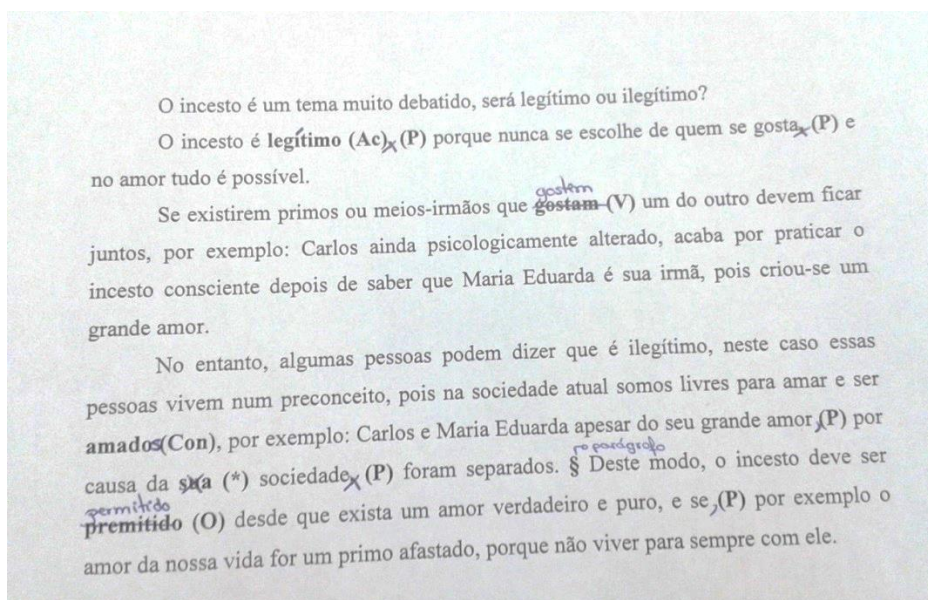 O incesto é um tema muito debatido, será legítimo ou ilegítimo?
O incesto é legítimo (Ac), (P) porque nunca se escolhe de quem se gosta, (P) e
no amor tudo é possível.
gostem
Se existirem primos ou meios-irmãos que gostam (V) um do outro devem ficar
juntos, por exemplo: Carlos ainda psicologicamente alterado, acaba por praticar o
incesto consciente depois de saber que Maria Eduarda é sua irmã, pois criou-se um
grande amor.
No entanto, algumas pessoas podem dizer que é ilegítimo, neste caso essas
pessoas vivem num preconceito, pois na sociedade atual somos livres para amar e ser
amados(Con), por exemplo: Carlos e Maria Eduarda apesar do seu grande amor,(P) por
parágrafo
causa da sua (*) sociedade, (P) foram separados. § Deste modo, o incesto deve ser
permitido
premitido (O) desde que exista um amor verdadeiro e puro, e se,(P) por exemplo o
amor da nossa vida for um primo afastado, porque não viver para sempre com ele.